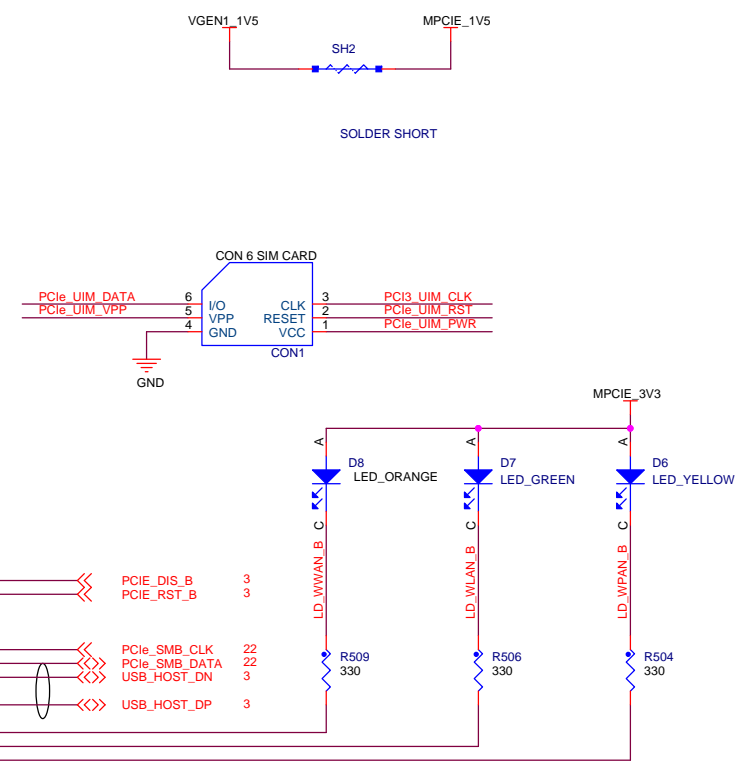 VGEN1_1V5 MPCIE_1V5
SH2
SOLDER SHORT
CON 6 SIM CARD
PCIe_UIM_DATA 6 I/O CLK 3 PCI3_UIM_CLK
PCIe_UIM_VPP 5 VPP RESET 2 PCIe_UIM_RST
4 GND VCC 1 PCIe_UIM_PWR
CON1
GND
MPCIE_3V3
A A A
D8 D7 D6
LED_ORANGE LED_GREEN LED_YELLOW
C C C
LD_WWAN_B LD_WLAN_B LD_WPAN_B
PCIE_DIS_B 3
PCIE_RST_B 3
PCIe_SMB_CLK 22
PCIe_SMB_DATA 22
USB_HOST_DN 3
USB_HOST_DP 3
R509 R506 R504
330 330 330